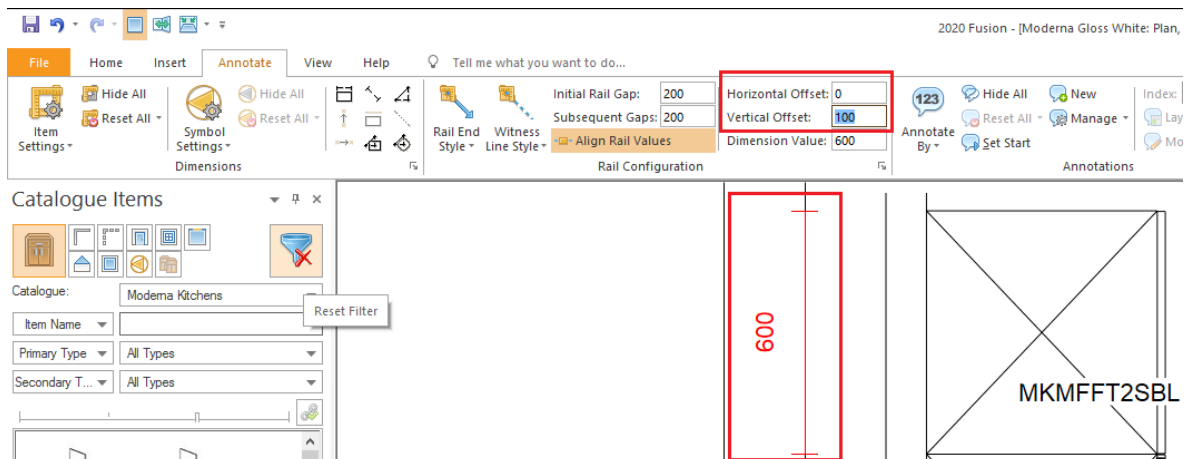 2020 Fusion - [Moderna Gloss White: Plan,
File Home Insert Annotate View Help Tell me what you want to do...
Item Settings
Hide All
Reset All
Symbol Settings
Hide All
Reset All
Dimensions
Rail End Style
Witness Line Style
Initial Rail Gap: 200
Subsequent Gaps: 200
Align Rail Values
Horizontal Offset: 0
Vertical Offset: 100
Dimension Value: 600
Rail Configuration
123
Annotate By
Hide All
Reset All
Set Start
New
Manage
Index:
Lay
Mo
Annotations
Catalogue Items
Catalogue: Moderna Kitchens
Reset Filter
Item Name
Primary Type All Types
Secondary T... All Types
600
MKMFFT2SBL